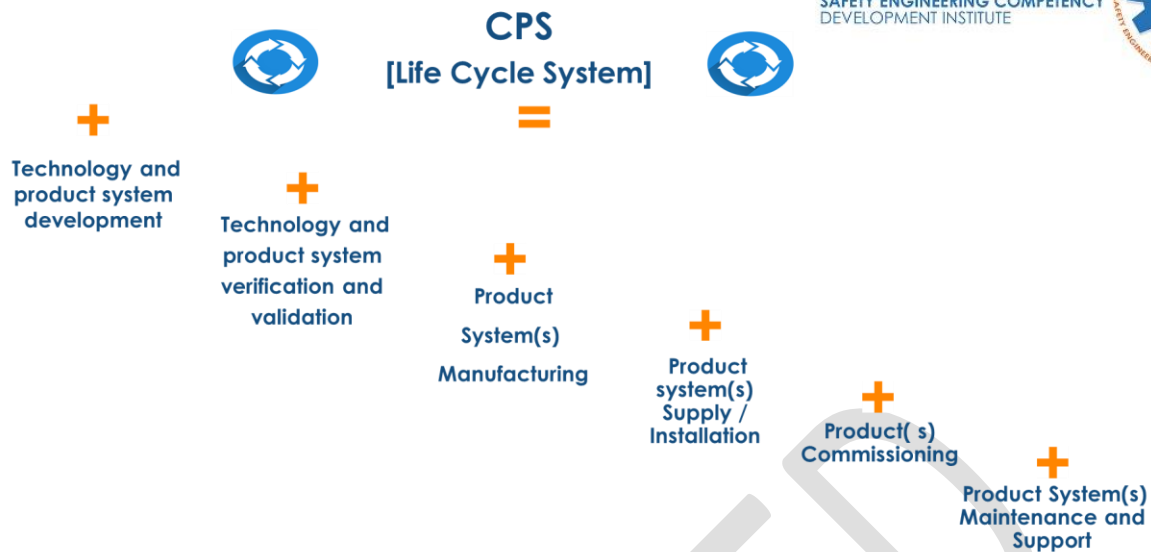 SAFETY ENGINEERING COMPETENCY
DEVELOPMENT INSTITUTE
CPS
[Life Cycle System]
=
+
Technology and
product system
development
+
Technology and
product system
verification and
validation
+
Product
System(s)
Manufacturing
+
Product
system(s)
Supply /
Installation
+
Product( s)
Commissioning
+
Product System(s)
Maintenance and
Support